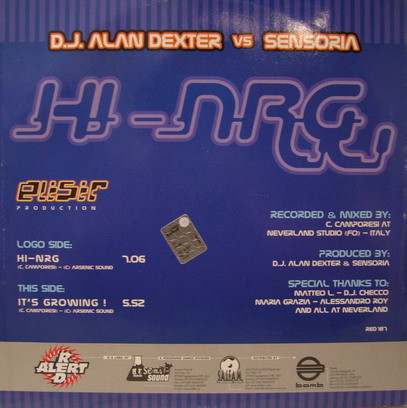 D.J. ALAN DEXTER VS SENSORIA
HI-NRG
elisir
PRODUCTION
RECORDED & MIXED BY:
C. CAMPORESI AT
NEVERLAND STUDIO (FO) - ITALY
LOGO SIDE:
HI-NRG 7.06
(C. CAMPORESI) - (C) ARSENIC SOUND
PRODUCED BY:
D.J. ALAN DEXTER & SENSORIA
THIS SIDE:
IT'S GROWING ! 5.52
(C. CAMPORESI) - (C) ARSENIC SOUND
SPECIAL THANKS TO:
MATTEO L. - D.J. CHECCO
MARIA GRAZIA - ALESSANDRO ROY
AND ALL AT NEVERLAND
RED 187
RED ALERT
Arsenic SOUND
S.A.I.F.A.M.
bomb